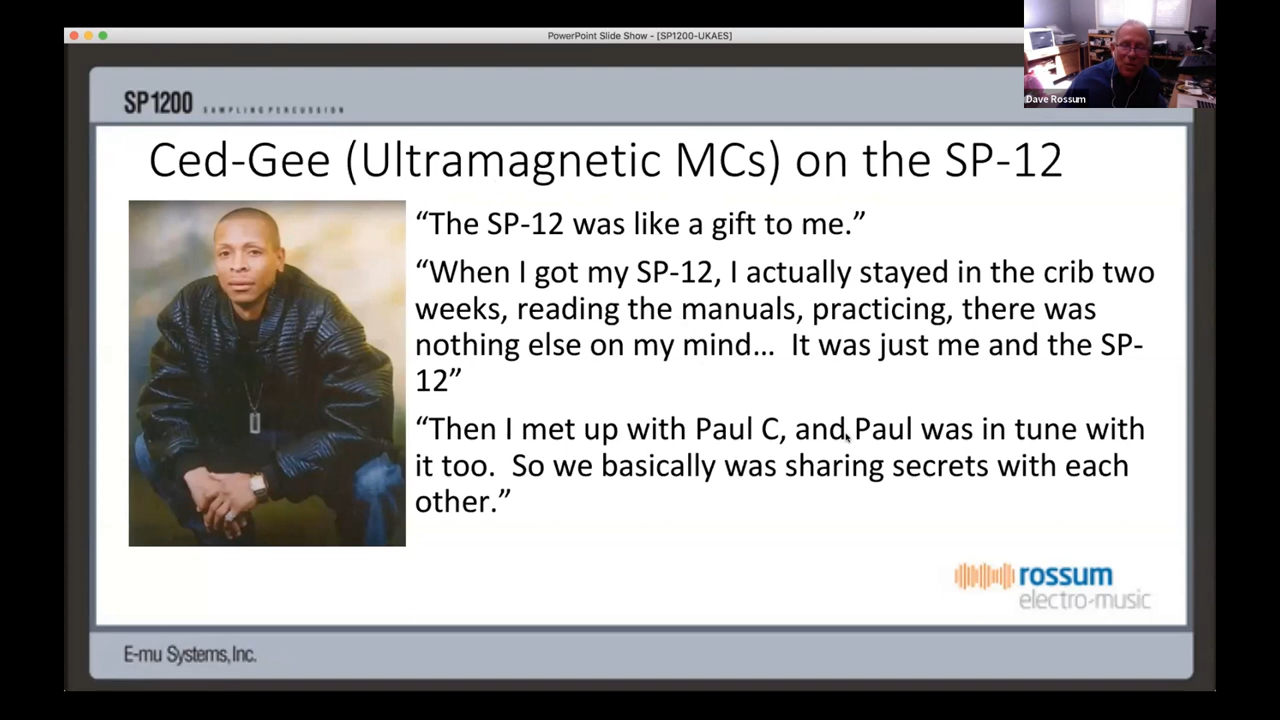 PowerPoint Slide Show - [SP1200-UKAES]
Dave Rossum
SP1200 SAMPLING PERCUSSION
Ced-Gee (Ultramagnetic MCs) on the SP-12
“The SP-12 was like a gift to me.”
“When I got my SP-12, I actually stayed in the crib two
weeks, reading the manuals, practicing, there was
nothing else on my mind… It was just me and the SP-
12”
“Then I met up with Paul C, and Paul was in tune with
it too. So we basically was sharing secrets with each
other.”
rossum
electro-music
E-mu Systems, Inc.